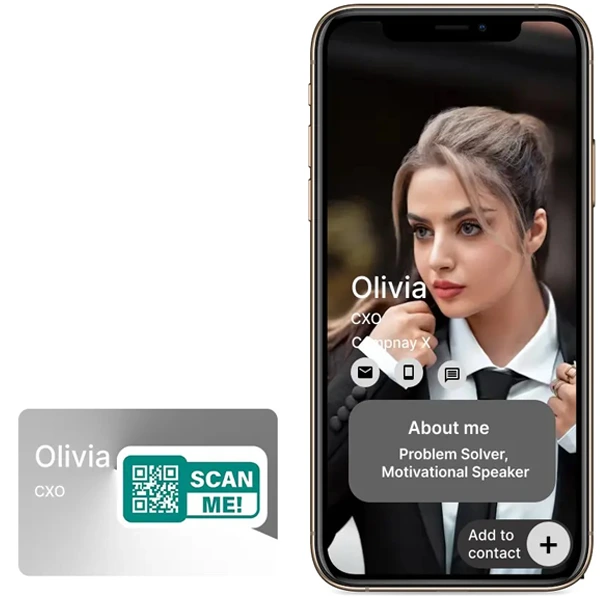 Olivia
CXO
SCAN
ME!
Olivia
CXO
Compnay X
About me
Problem Solver,
Motivational Speaker
Add to
contact